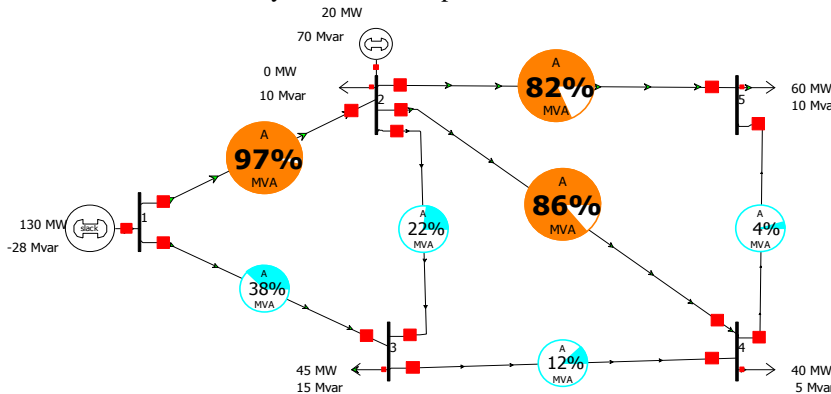 20 MW
70 Mvar
0 MW
10 Mvar
2
A
82%
MVA
5
60 MW
10 Mvar
A
97%
MVA
A
86%
MVA
A
22%
MVA
A
4%
MVA
130 MW
-28 Mvar
slack
1
A
38%
MVA
3
45 MW
15 Mvar
A
12%
MVA
4
40 MW
5 Mvar